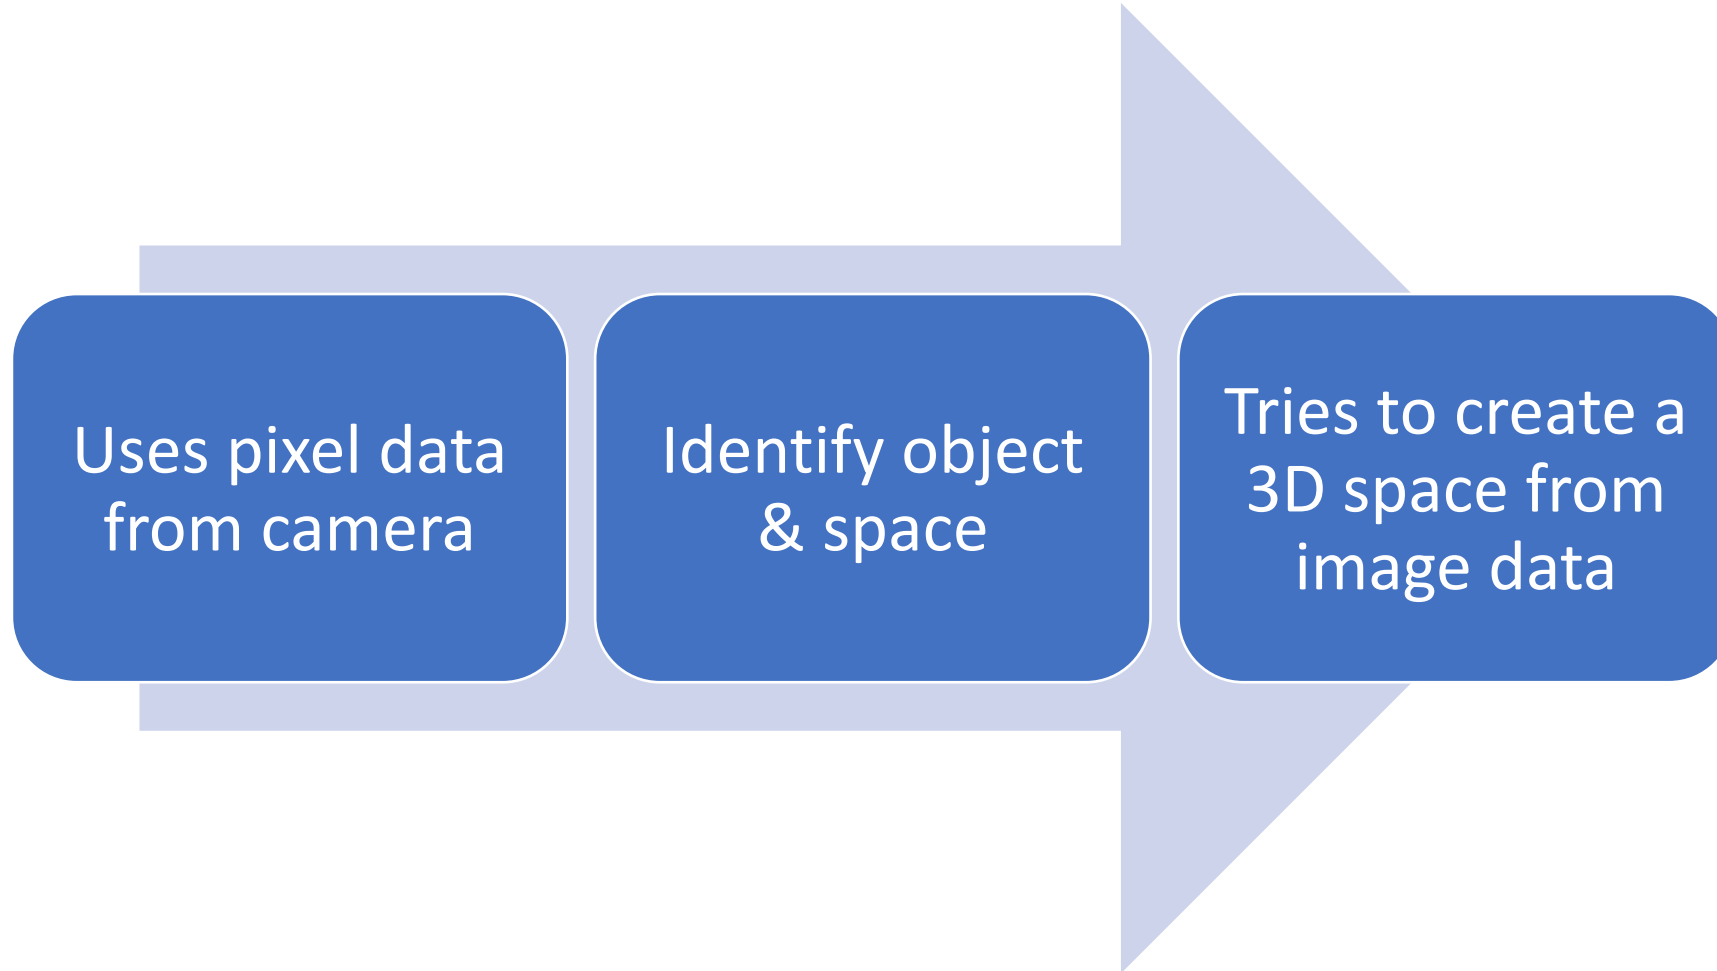 Uses pixel data
from camera
Identify object
& space
Tries to create a
3D space from
image data